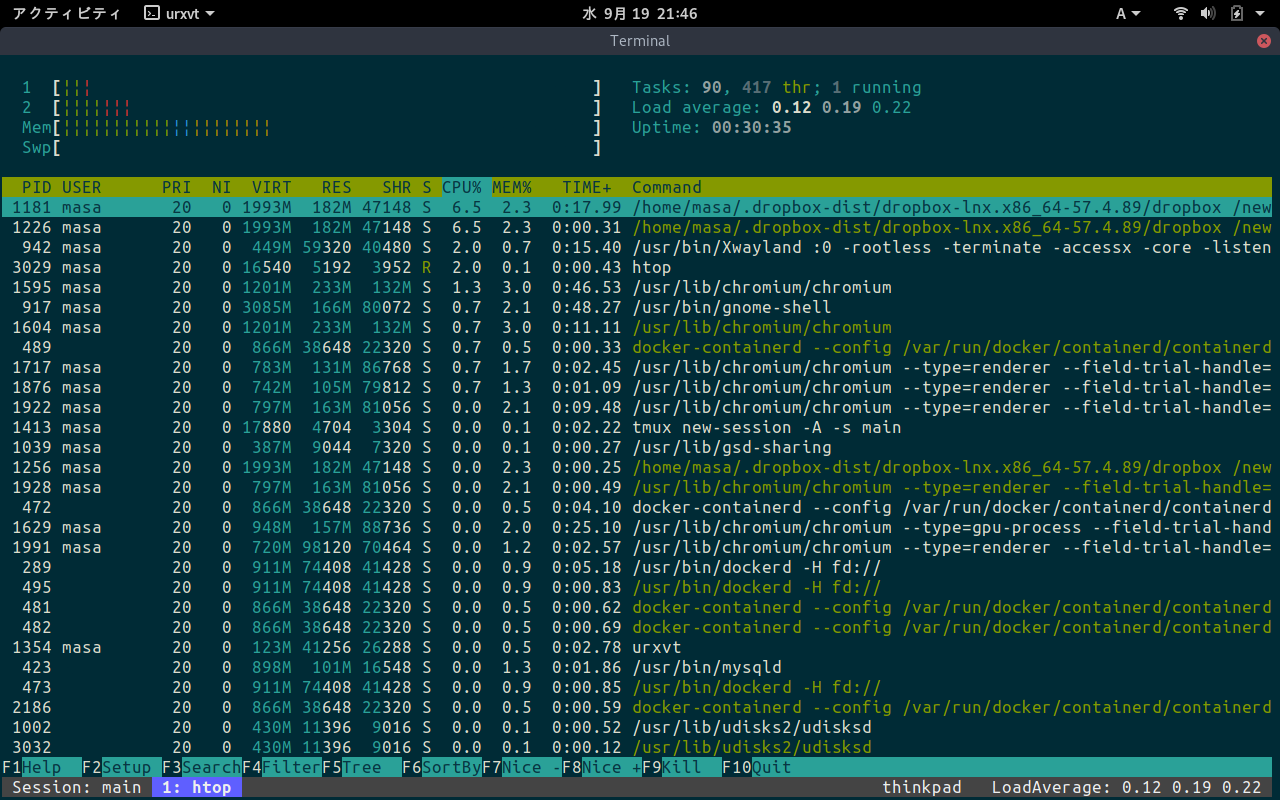 アクティビティ urxvt 水 9月 19 21:46 A
Terminal
1 [|||                    ] Tasks: 90, 417 thr; 1 running
2 [|||||||                ] Load average: 0.12 0.19 0.22
Mem[|||||||||||||||||||||  ] Uptime: 00:30:35
Swp[                       ]
PID USER PRI NI VIRT RES SHR S CPU% MEM% TIME+ Command
1181 masa 20 0 1993M 182M 47148 S 6.5 2.3 0:17.99 /home/masa/.dropbox-dist/dropbox-lnx.x86_64-57.4.89/dropbox /new
1226 masa 20 0 1993M 182M 47148 S 6.5 2.3 0:00.31 /home/masa/.dropbox-dist/dropbox-lnx.x86_64-57.4.89/dropbox /new
942 masa 20 0 449M 59320 40480 S 2.0 0.7 0:15.40 /usr/bin/Xwayland :0 -rootless -terminate -accessx -core -listen
3029 masa 20 0 16540 5192 3952 R 2.0 0.1 0:00.43 htop
1595 masa 20 0 1201M 233M 132M S 1.3 3.0 0:46.53 /usr/lib/chromium/chromium
917 masa 20 0 3085M 166M 80072 S 0.7 2.1 0:48.27 /usr/bin/gnome-shell
1604 masa 20 0 1201M 233M 132M S 0.7 3.0 0:11.11 /usr/lib/chromium/chromium
489 20 0 866M 38648 22320 S 0.7 0.5 0:00.33 docker-containerd --config /var/run/docker/containerd/containerd
1717 masa 20 0 783M 131M 86768 S 0.7 1.7 0:02.45 /usr/lib/chromium/chromium --type=renderer --field-trial-handle=
1876 masa 20 0 742M 105M 79812 S 0.7 1.3 0:01.09 /usr/lib/chromium/chromium --type=renderer --field-trial-handle=
1922 masa 20 0 797M 163M 81056 S 0.0 2.1 0:09.48 /usr/lib/chromium/chromium --type=renderer --field-trial-handle=
1413 masa 20 0 17880 4704 3304 S 0.0 0.1 0:02.22 tmux new-session -A -s main
1039 masa 20 0 387M 9044 7320 S 0.0 0.1 0:00.27 /usr/lib/gsd-sharing
1256 masa 20 0 1993M 182M 47148 S 0.0 2.3 0:00.25 /home/masa/.dropbox-dist/dropbox-lnx.x86_64-57.4.89/dropbox /new
1928 masa 20 0 797M 163M 81056 S 0.0 2.1 0:00.49 /usr/lib/chromium/chromium --type=renderer --field-trial-handle=
472 20 0 866M 38648 22320 S 0.0 0.5 0:04.10 docker-containerd --config /var/run/docker/containerd/containerd
1629 masa 20 0 948M 157M 88736 S 0.0 2.0 0:25.10 /usr/lib/chromium/chromium --type=gpu-process --field-trial-hand
1991 masa 20 0 720M 98120 70464 S 0.0 1.2 0:02.57 /usr/lib/chromium/chromium --type=renderer --field-trial-handle=
289 20 0 911M 74408 41428 S 0.0 0.9 0:05.18 /usr/bin/dockerd -H fd://
495 20 0 911M 74408 41428 S 0.0 0.9 0:00.83 /usr/bin/dockerd -H fd://
481 20 0 866M 38648 22320 S 0.0 0.5 0:00.62 docker-containerd --config /var/run/docker/containerd/containerd
482 20 0 866M 38648 22320 S 0.0 0.5 0:00.69 docker-containerd --config /var/run/docker/containerd/containerd
1354 masa 20 0 123M 41256 26288 S 0.0 0.5 0:02.78 urxvt
423 20 0 898M 101M 16548 S 0.0 1.3 0:01.86 /usr/bin/mysqld
473 20 0 911M 74408 41428 S 0.0 0.9 0:00.85 /usr/bin/dockerd -H fd://
2186 20 0 866M 38648 22320 S 0.0 0.5 0:00.59 docker-containerd --config /var/run/docker/containerd/containerd
1002 20 0 430M 11396 9016 S 0.0 0.1 0:00.52 /usr/lib/udisks2/udisksd
3032 20 0 430M 11396 9016 S 0.0 0.1 0:00.12 /usr/lib/udisks2/udisksd
F1Help F2Setup F3SearchF4FilterF5Tree F6SortByF7Nice -F8Nice +F9Kill F10Quit
Session: main 1: htop thinkpad LoadAverage: 0.12 0.19 0.22